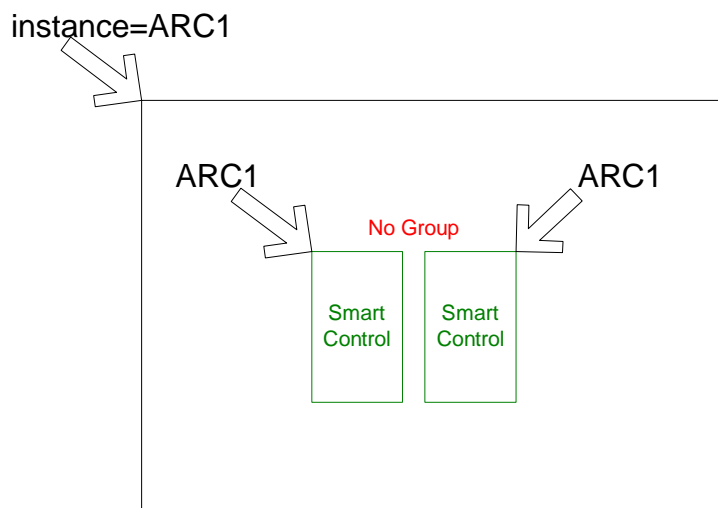 instance=ARC1
ARC1
ARC1
No Group
Smart
Control
Smart
Control